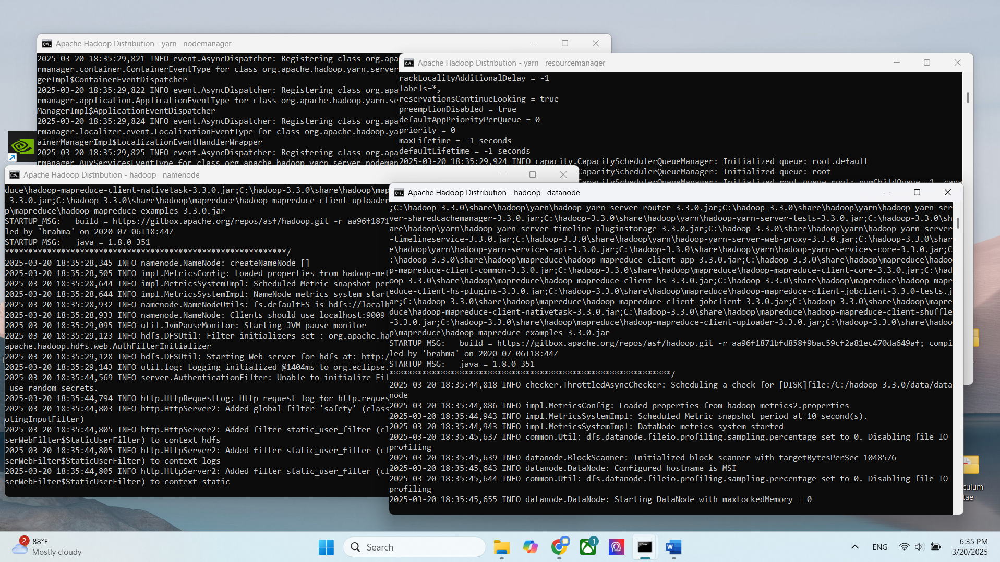 Apache Hadoop Distribution - yarn   nodemanager
2025-03-20 18:35:29,821 INFO event.AsyncDispatcher: Registering class org.apa
rmanager.container.ContainerEventType for class org.apache.hadoop.yarn.server
gerImpl$ContainerEventDispatcher
2025-03-20 18:35:29,822 INFO event.AsyncDispatcher: Registering class org.apa
rmanager.application.ApplicationEventType for class org.apache.hadoop.yarn.se
ManagerImpl$ApplicationEventDispatcher
2025-03-20 18:35:29,824 INFO event.AsyncDispatcher: Registering class org.apa
rmanager.localizer.event.LocalizationEventType for class org.apache.hadoop.ya
ainerManagerImpl$LocalizationEventHandlerWrapper
2025-03-20 18:35:29,825 INFO event.AsyncDispatcher: Registering class org.apa
rmanager.AuxServicesEventType for class org.apache.hadoop.yarn.server.nodeman
Apache Hadoop Distribution - yarn   resourcemanager
rackLocalityAdditionalDelay = -1
labels=*,
reservationsContinueLooking = true
preemptionDisabled = true
defaultAppPriorityPerQueue = 0
priority = 0
maxLifetime = -1 seconds
defaultLifetime = -1 seconds
2025-03-20 18:35:29,924 INFO capacity.CapacitySchedulerQueueManager: Initialized queue: root.default
CapacitySchedulerQueueManager: Initialized queue: root
CapacitySchedulerQueueManager: Initialized root queue root: numChildQueue= 1, capa
Apache Hadoop Distribution - hadoop   namenode
duce\hadoop-mapreduce-client-nativetask-3.3.0.jar;C:\hadoop-3.3.0\share\hadoop\map
-3.3.0.jar;C:\hadoop-3.3.0\share\hadoop\mapreduce\hadoop-mapreduce-client-uploader
p\mapreduce\hadoop-mapreduce-examples-3.3.0.jar
STARTUP_MSG:   build = https://gitbox.apache.org/repos/asf/hadoop.git -r aa96f1871
led by 'brahma' on 2020-07-06T18:44Z
STARTUP_MSG:   java = 1.8.0_351
************************************************************/
2025-03-20 18:35:28,345 INFO namenode.NameNode: createNameNode []
2025-03-20 18:35:28,505 INFO impl.MetricsConfig: Loaded properties from hadoop-met
2025-03-20 18:35:28,644 INFO impl.MetricsSystemImpl: Scheduled Metric snapshot per
2025-03-20 18:35:28,644 INFO impl.MetricsSystemImpl: NameNode metrics system start
2025-03-20 18:35:28,932 INFO namenode.NameNodeUtils: fs.defaultFS is hdfs://localh
2025-03-20 18:35:28,933 INFO namenode.NameNode: Clients should use localhost:9009
2025-03-20 18:35:29,095 INFO util.JvmPauseMonitor: Starting JVM pause monitor
2025-03-20 18:35:29,123 INFO hdfs.DFSUtil: Filter initializers set : org.apache.ha
apache.hadoop.hdfs.web.AuthFilterInitializer
2025-03-20 18:35:29,128 INFO hdfs.DFSUtil: Starting Web-server for hdfs at: http:/
2025-03-20 18:35:29,143 INFO util.log: Logging initialized @1404ms to org.eclipse.
2025-03-20 18:35:44,569 INFO server.AuthenticationFilter: Unable to initialize Fil
 use random secrets.
2025-03-20 18:35:44,794 INFO http.HttpRequestLog: Http request log for http.reques
2025-03-20 18:35:44,803 INFO http.HttpServer2: Added global filter 'safety' (class
otingInputFilter)
2025-03-20 18:35:44,805 INFO http.HttpServer2: Added filter static_user_filter (cl
serWebFilter$StaticUserFilter) to context hdfs
2025-03-20 18:35:44,805 INFO http.HttpServer2: Added filter static_user_filter (cl
serWebFilter$StaticUserFilter) to context logs
2025-03-20 18:35:44,805 INFO http.HttpServer2: Added filter static_user_filter (cl
serWebFilter$StaticUserFilter) to context static
Apache Hadoop Distribution - hadoop   datanode
;C:\hadoop-3.3.0\share\hadoop\yarn\hadoop-yarn-server-router-3.3.0.jar;C:\hadoop-3.3.0\share\hadoop\yarn\hadoop-yarn-ser
ver-sharedcachemanager-3.3.0.jar;C:\hadoop-3.3.0\share\hadoop\yarn\hadoop-yarn-server-tests-3.3.0.jar;C:\hadoop-3.3.0\sh
are\hadoop\yarn\hadoop-yarn-server-timeline-pluginstorage-3.3.0.jar;C:\hadoop-3.3.0\share\hadoop\yarn\hadoop-yarn-server
-timelineservice-3.3.0.jar;C:\hadoop-3.3.0\share\hadoop\yarn\hadoop-yarn-server-web-proxy-3.3.0.jar;C:\hadoop-3.3.0\shar
e\hadoop\yarn\hadoop-yarn-services-api-3.3.0.jar;C:\hadoop-3.3.0\share\hadoop\yarn\hadoop-yarn-services-core-3.3.0.jar;C
:\hadoop-3.3.0\share\hadoop\mapreduce\hadoop-mapreduce-client-app-3.3.0.jar;C:\hadoop-3.3.0\share\hadoop\mapreduce\hadoo
p-mapreduce-client-common-3.3.0.jar;C:\hadoop-3.3.0\share\hadoop\mapreduce\hadoop-mapreduce-client-core-3.3.0.jar;C:\had
oop-3.3.0\share\hadoop\mapreduce\hadoop-mapreduce-client-hs-3.3.0.jar;C:\hadoop-3.3.0\share\hadoop\mapreduce\hadoop-mapr
educe-client-hs-plugins-3.3.0.jar;C:\hadoop-3.3.0\share\hadoop\mapreduce\hadoop-mapreduce-client-jobclient-3.3.0-tests.j
ar;C:\hadoop-3.3.0\share\hadoop\mapreduce\hadoop-mapreduce-client-jobclient-3.3.0.jar;C:\hadoop-3.3.0\share\hadoop\mapre
duce\hadoop-mapreduce-client-nativetask-3.3.0.jar;C:\hadoop-3.3.0\share\hadoop\mapreduce\hadoop-mapreduce-client-shuffle
-3.3.0.jar;C:\hadoop-3.3.0\share\hadoop\mapreduce\hadoop-mapreduce-client-uploader-3.3.0.jar;C:\hadoop-3.3.0\share\hadoo
p\mapreduce\hadoop-mapreduce-examples-3.3.0.jar
STARTUP_MSG:   build = https://gitbox.apache.org/repos/asf/hadoop.git -r aa96f1871bfd858f9bac59cf2a81ec470da649af; compi
led by 'brahma' on 2020-07-06T18:44Z
STARTUP_MSG:   java = 1.8.0_351
************************************************************/
2025-03-20 18:35:44,818 INFO checker.ThrottledAsyncChecker: Scheduling a check for [DISK]file:/C:/hadoop-3.3.0/data/data
node
2025-03-20 18:35:44,886 INFO impl.MetricsConfig: Loaded properties from hadoop-metrics2.properties
2025-03-20 18:35:44,943 INFO impl.MetricsSystemImpl: Scheduled Metric snapshot period at 10 second(s).
2025-03-20 18:35:44,943 INFO impl.MetricsSystemImpl: DataNode metrics system started
2025-03-20 18:35:45,637 INFO common.Util: dfs.datanode.fileio.profiling.sampling.percentage set to 0. Disabling file IO
profiling
2025-03-20 18:35:45,639 INFO datanode.BlockScanner: Initialized block scanner with targetBytesPerSec 1048576
2025-03-20 18:35:45,643 INFO datanode.DataNode: Configured hostname is MSI
2025-03-20 18:35:45,644 INFO common.Util: dfs.datanode.fileio.profiling.sampling.percentage set to 0. Disabling file IO
profiling
2025-03-20 18:35:45,655 INFO datanode.DataNode: Starting DataNode with maxLockedMemory = 0
culum
tae
2
88°F
Mostly cloudy
Search
1
ENG
6:35 PM
3/20/2025